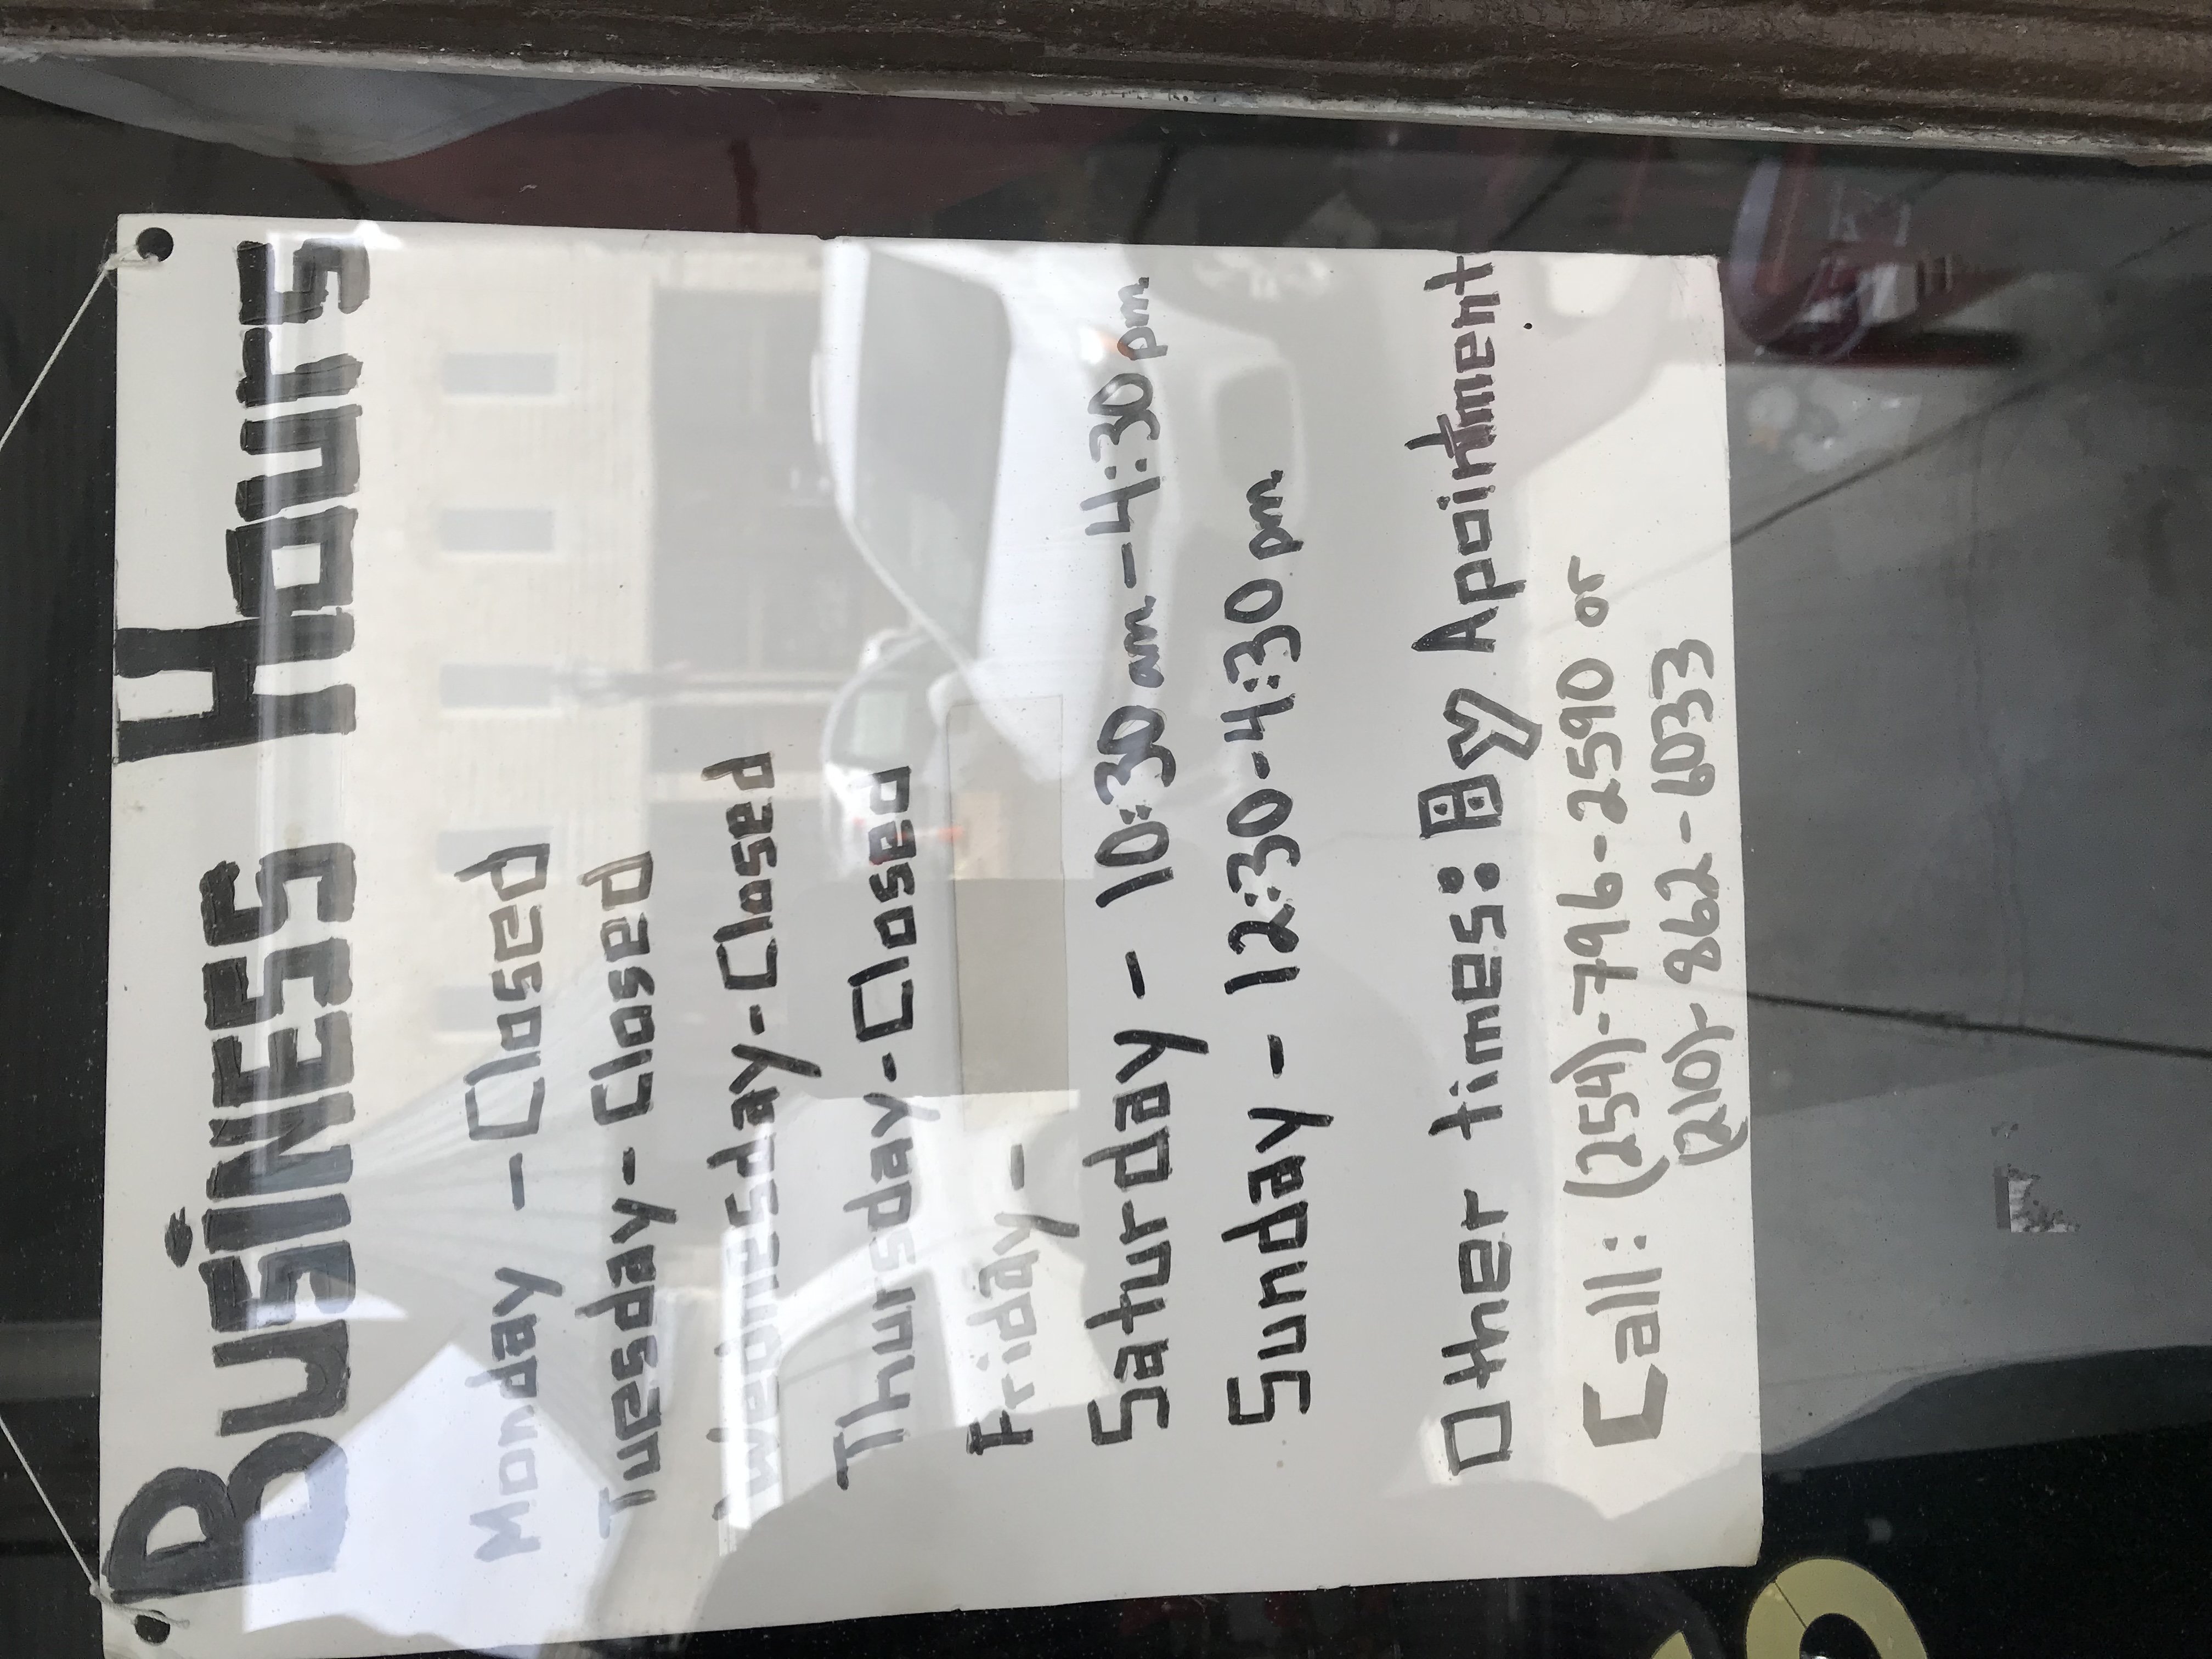 Business Hours
Monday - Closed
Tuesday - Closed
Wednesday - Closed
Thursday - Closed
Friday -
Saturday - 10:30 am - 4:30 pm
Sunday - 12:30 - 4:30 pm
Other times: By Apointment
Call: (254)-796-2590 or
(210)-862-6033